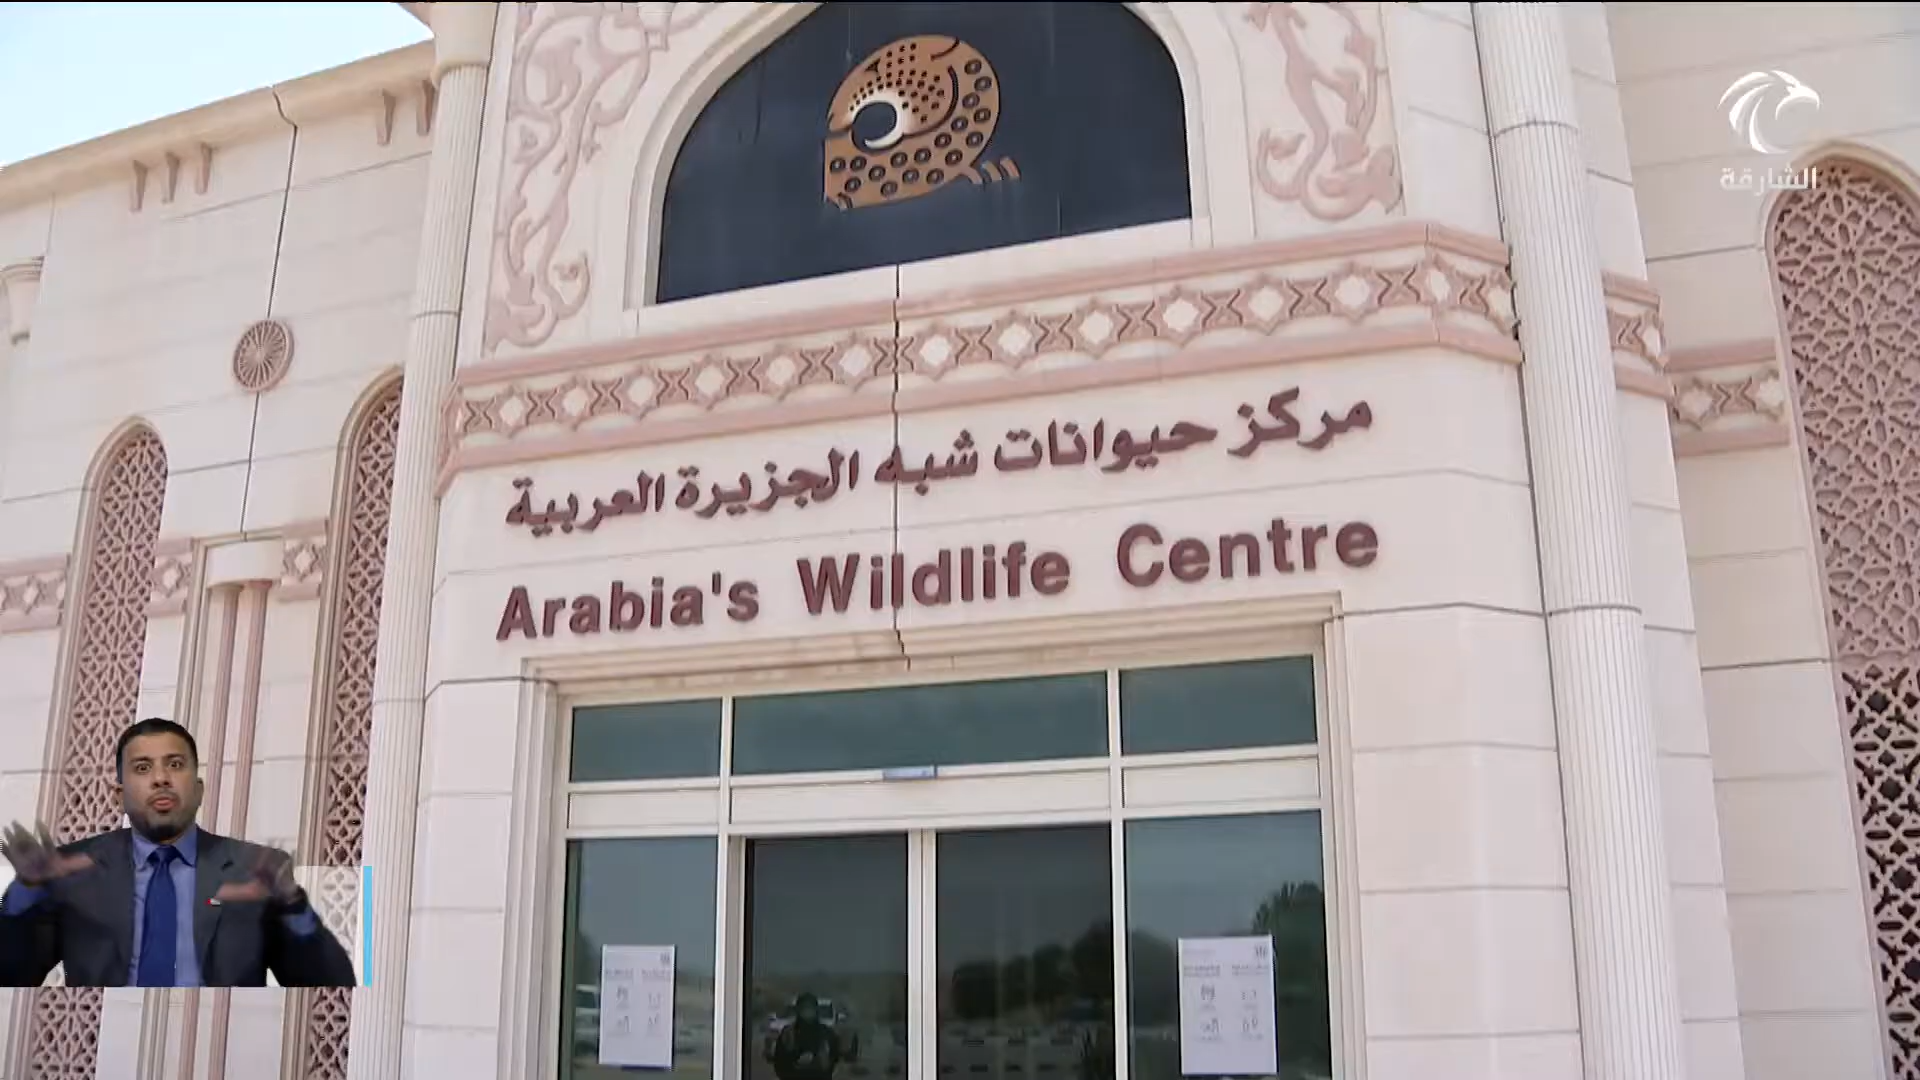 الشارقة
مركز حيوانات شبه الجزيرة العربية
Arabia's Wildlife Centre